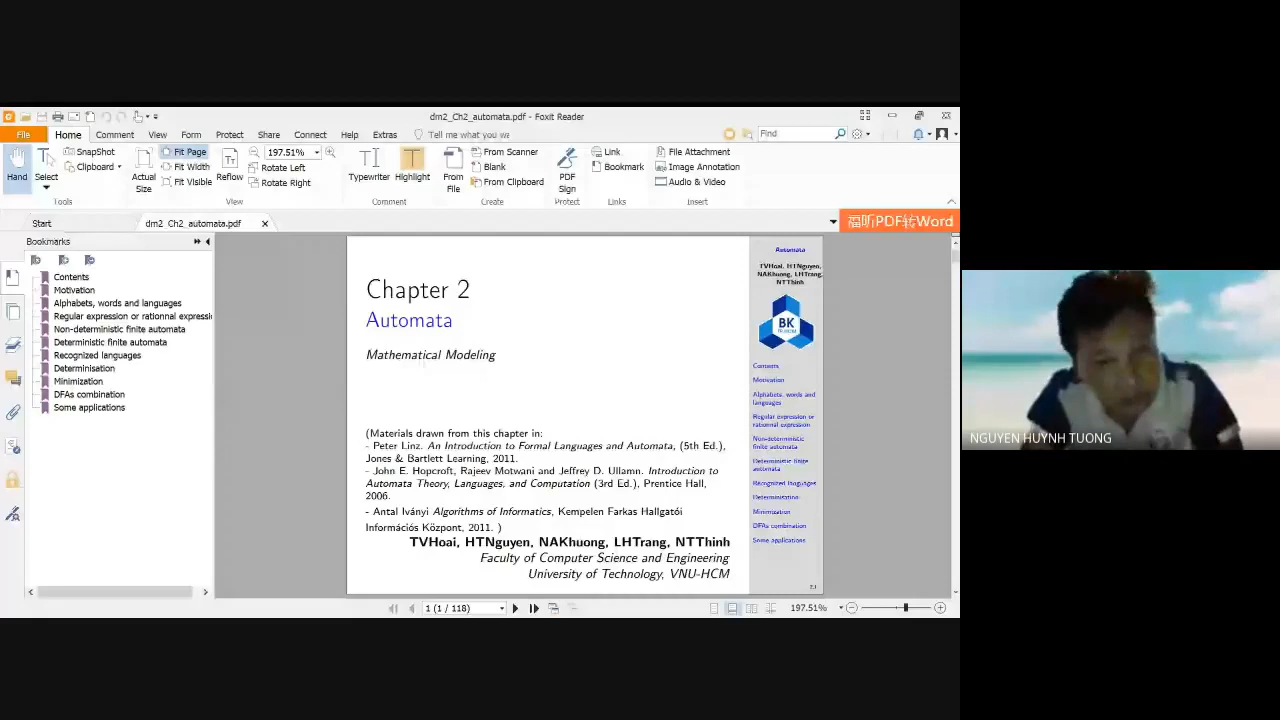 dm2_Ch2_automata.pdf - Foxit Reader
File
Home
Comment
View
Form
Protect
Share
Connect
Help
Extras
Tell me what you wa
Find
Hand
Select
SnapShot
Clipboard
Actual
Size
Fit Page
Fit Width
Fit Visible
Reflow
197.51%
Rotate Left
Rotate Right
Typewriter
Highlight
From
File
From Scanner
Blank
From Clipboard
PDF
Sign
Link
Bookmark
File Attachment
Image Annotation
Audio & Video
Tools
View
Comment
Create
Protect
Links
Insert
Start
dm2_Ch2_automata.pdf
福昕PDF转Word
Bookmarks
Contents
Motivation
Alphabets, words and languages
Regular expression or rationnal expressi
Non-deterministic finite automata
Deterministic finite automata
Recognized languages
Determinisation
Minimization
DFAs combination
Some applications
Chapter 2
Automata
Mathematical Modeling
(Materials drawn from this chapter in:
- Peter Linz. An Introduction to Formal Languages and Automata, (5th Ed.),
Jones & Bartlett Learning, 2011.
- John E. Hopcroft, Rajeev Motwani and Jeffrey D. Ullamn. Introduction to
Automata Theory, Languages, and Computation (3rd Ed.), Prentice Hall,
2006.
- Antal Iványi Algorithms of Informatics, Kempelen Farkas Hallgatói
Információs Központ, 2011. )
TVHoai, HTNguyen, NAKhuong, LHTrang, NTThinh
Faculty of Computer Science and Engineering
University of Technology, VNU-HCM
Automata
TVHoai, HTNguyen,
NAKhuong, LHTrang,
NTThinh
BK
TP.HCM
Contents
Motivation
Alphabets, words and
languages
Regular expression or
rationnal expression
Non-deterministic
finite automata
Deterministic finite
automata
Recognized languages
Determinisation
Minimization
DFAs combination
Some applications
2.1
1 (1 / 118)
197.51%
NGUYEN HUYNH TUONG